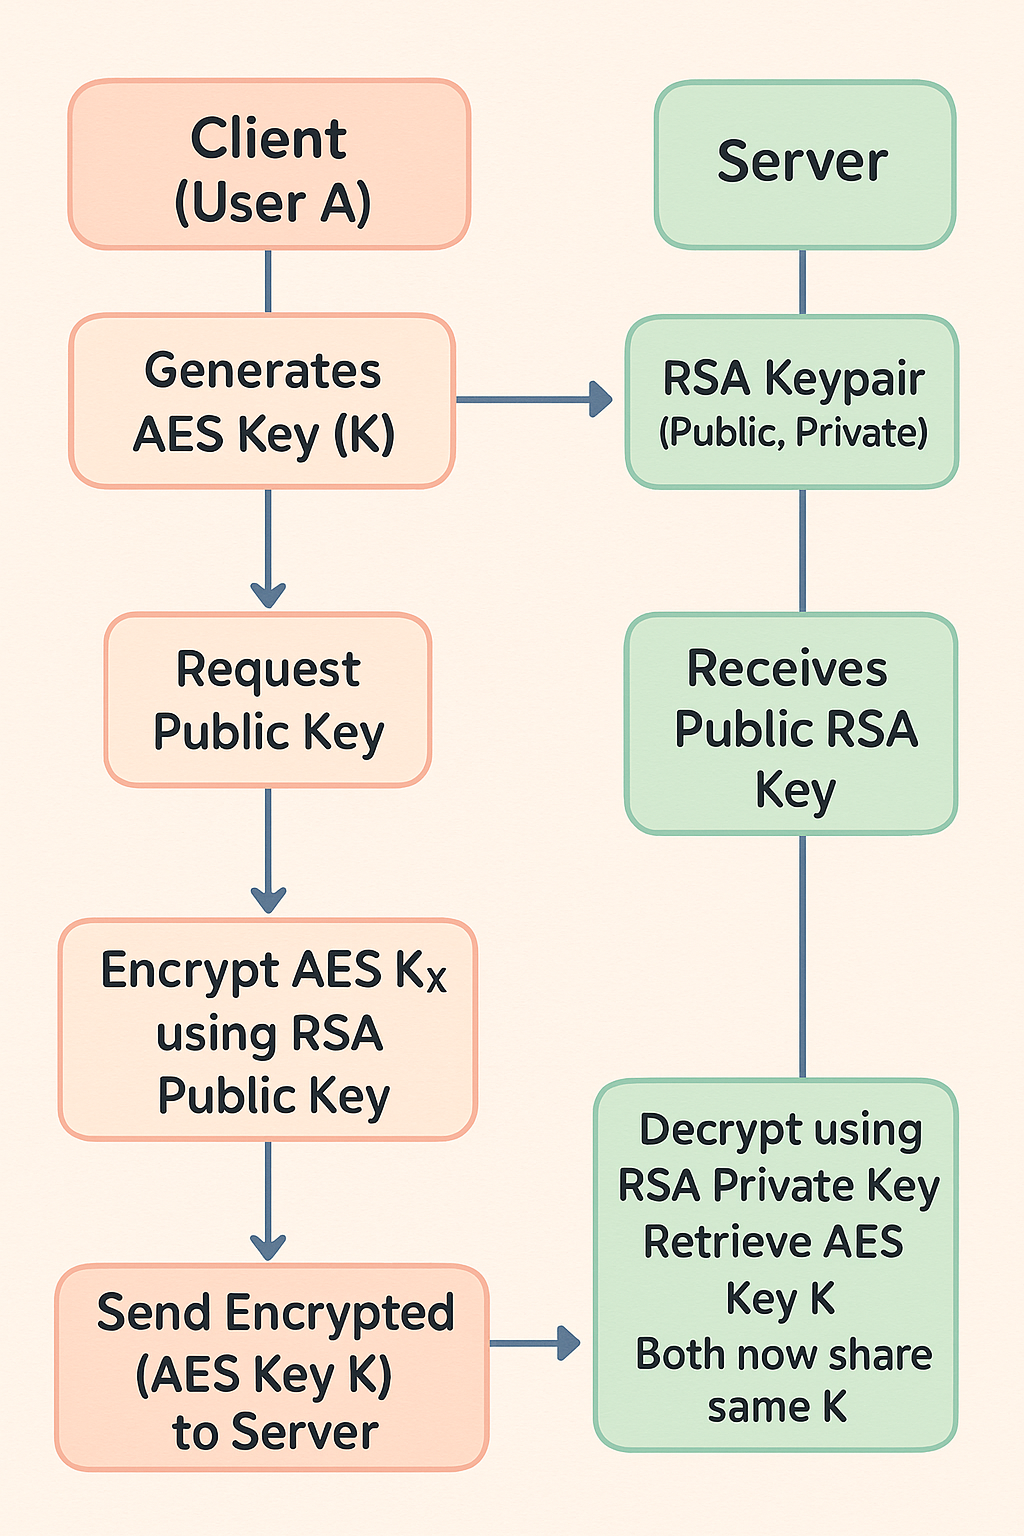 Client
(User A)
Server
Generates
AES Key (K)
RSA Keypair
(Public, Private)
Request
Public Key
Receives
Public RSA
Key
Encrypt AES Kₓ
using RSA
Public Key
Decrypt using
RSA Private Key
Retrieve AES
Key K
Both now share
same K
Send Encrypted
(AES Key K)
to Server